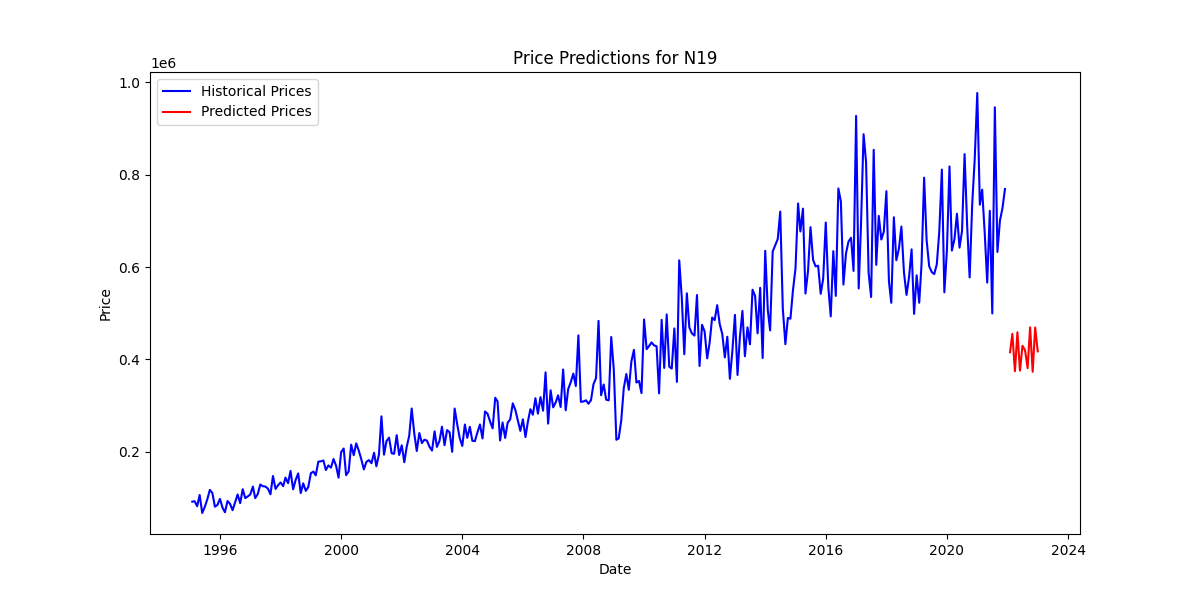 Price Predictions for N19
1e6
Historical Prices
Predicted Prices
1.0
0.8
0.6
0.4
0.2
Price
1996 2000 2004 2008 2012 2016 2020 2024
Date